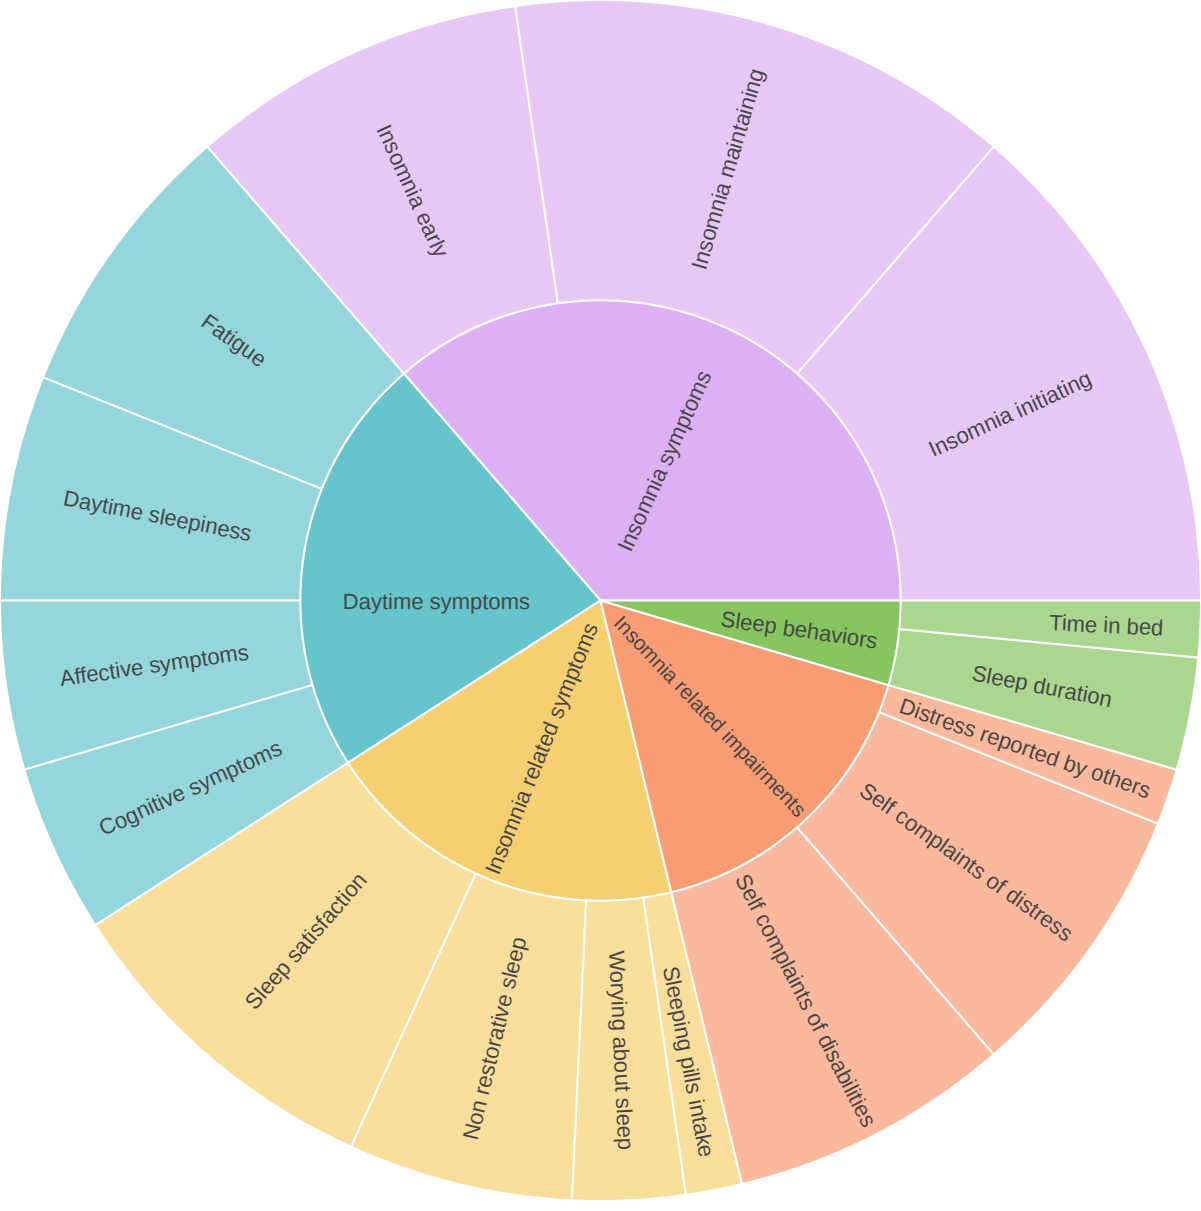 Insomnia early
Insomnia maintaining
Insomnia initiating
Insomnia symptoms
Fatigue
Daytime sleepiness
Affective symptoms
Cognitive symptoms
Daytime symptoms
Sleep behaviors
Time in bed
Sleep duration
Insomnia related impairments
Distress reported by others
Self complaints of distress
Self complaints of disabilities
Insomnia related symptoms
Sleep satisfaction
Non restorative sleep
Worying about sleep
Sleeping pills intake